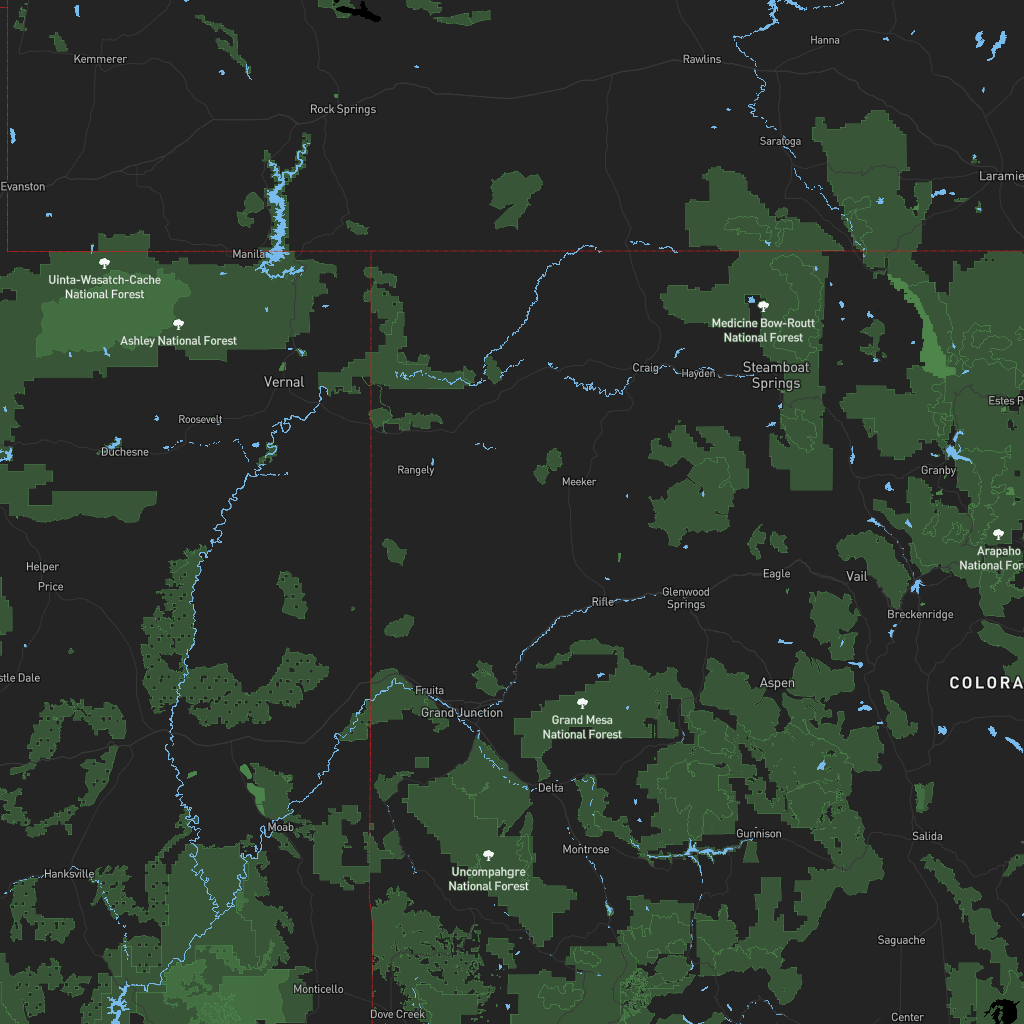 Hanna
Kemmerer
Rawlins
Rock Springs
Saratoga
Laramie
Evanston
Manila
Uinta-Wasatch-Cache
National Forest
Ashley National Forest
Medicine Bow-Routt
National Forest
Craig
Hayden
Steamboat
Springs
Vernal
Estes P
Roosevelt
Duchesne
Rangely
Meeker
Granby
Arapaho
National Fore
Helper
Price
Eagle
Vail
Glenwood
Springs
Rifle
Breckenridge
stle Dale
Aspen
COLORA
Fruita
Grand Junction
Grand Mesa
National Forest
Delta
Moab
Gunnison
Salida
Montrose
Hanksville
Uncompahgre
National Forest
Saguache
Monticello
Dove Creek
Center